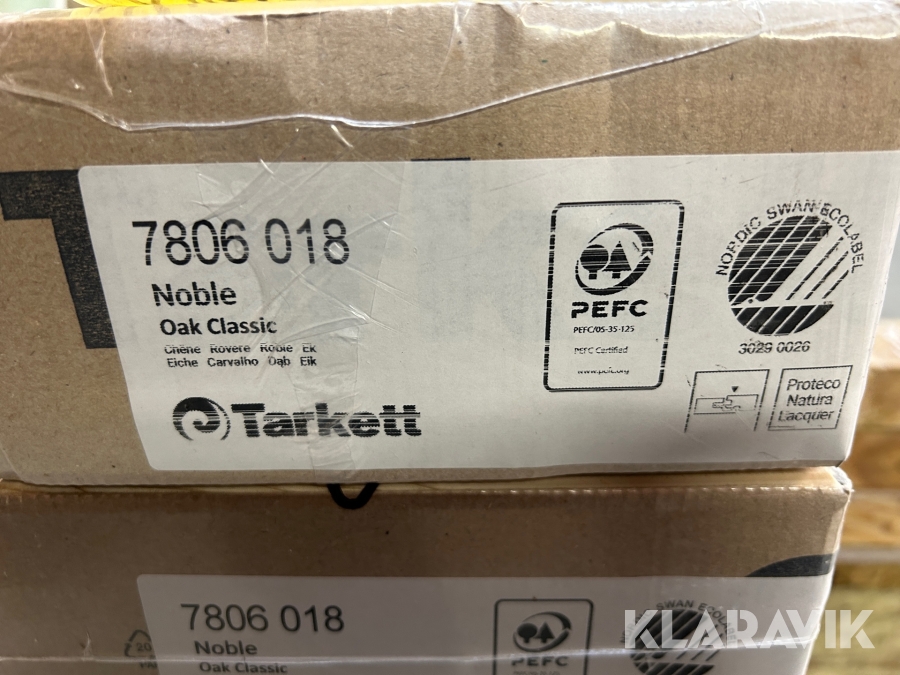 7806 018
Noble
Oak Classic
Chêne Rovere Roble Ek
Eiche Carvalho Dąb Eik
Tarkett
PEFC
PEFC/05-35-125
PEFC Certified
www.pefc.org
NORDIC SWAN ECOLABEL
3029 0026
Proteco
Natura
Lacquer
7806 018
Noble
Oak Classic
PEFC
SWAN ECOLABEL
KLARAVIK